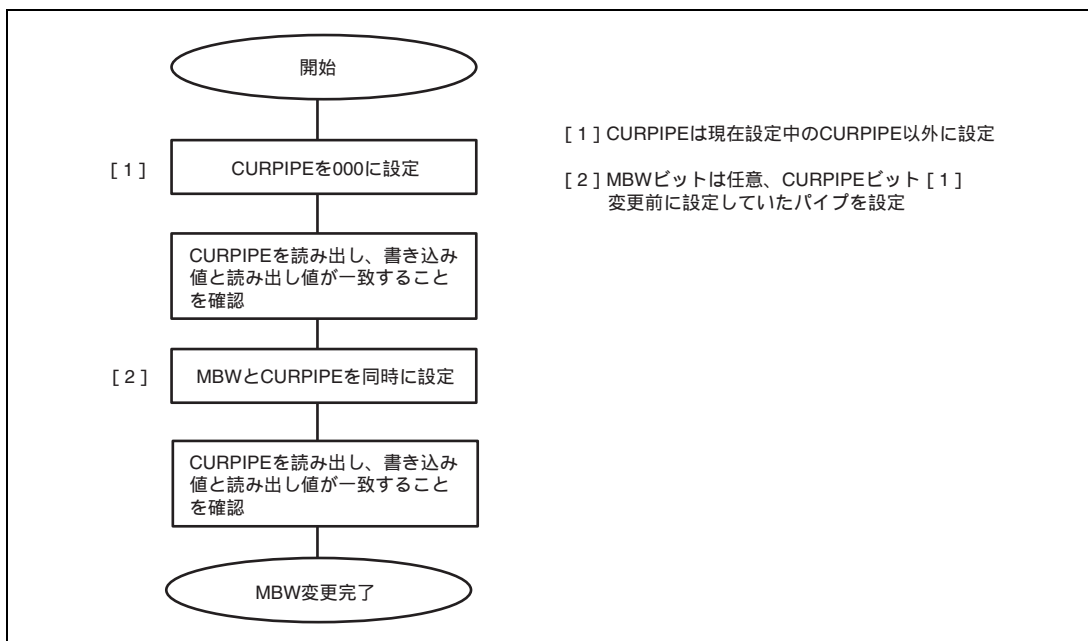 開始
[ 1 ] CURPIPEは現在設定中のCURPIPE以外に設定
[ 1 ]
CURPIPEを000に設定
[ 2 ] MBWビットは任意、CURPIPEビット [ 1 ]
変更前に設定していたパイプを設定
CURPIPEを読み出し、書き込み
値と読み出し値が一致すること
を確認
[ 2 ]
MBWとCURPIPEを同時に設定
CURPIPEを読み出し、書き込み
値と読み出し値が一致すること
を確認
MBW変更完了